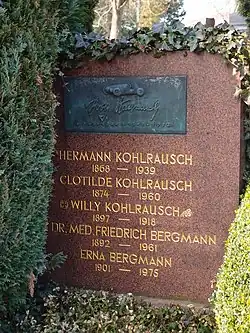 HERMANN KOHLRAUSCH
1868 — 1939
CLOTILDE KOHLRAUSCH
1874 — 1960
WILLY KOHLRAUSCH
1897 — 1918
DR. MED. FRIEDRICH BERGMANN
1892 — 1961
ERNA BERGMANN
1901 — 1975